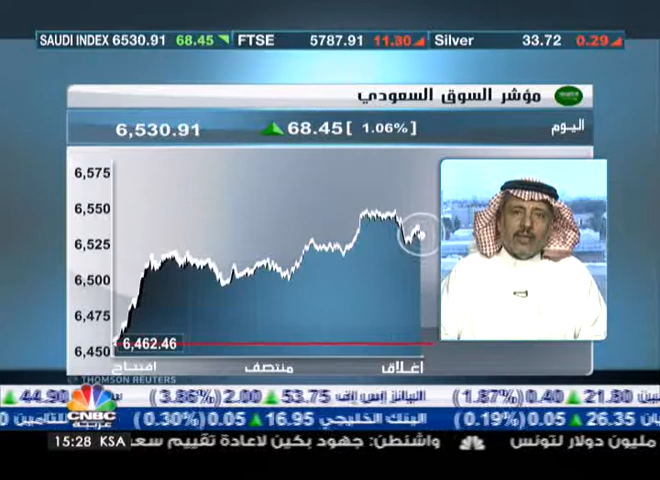 SAUDI INDEX 6530.91 68.45 FTSE 5787.91 11.30 Silver 33.72 0.29
مؤشر السوق السعودي
6,530.91 68.45 [ 1.06% ] اليوم
6,575
6,550
6,525
6,500
6,475
6,450
6,462.46
افتتاح منتصف إغلاق
THOMSON REUTERS
21.80 0.40 (1.87%) 53.75 2.00 (3.86%) 44.90
26.35 0.05 (0.19%) البنك الخليجي 16.95 0.05 (0.30%) للتامين
CNBC
عربية
15:28 KSA
مليون دولار لتونس واشنطن: جهود بكين لاعادة تقييم